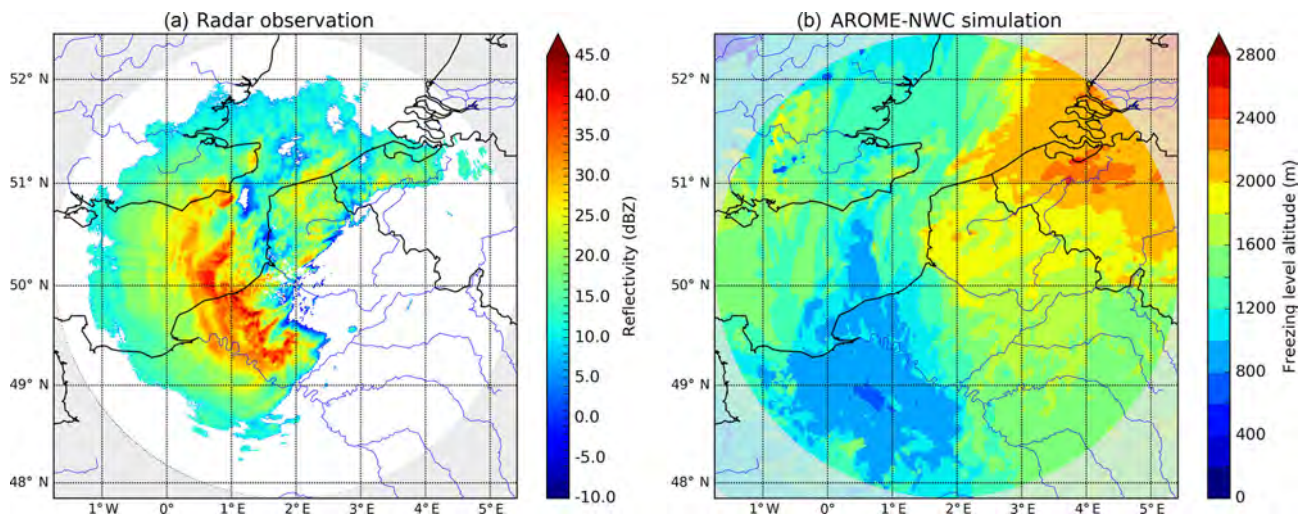 (a) Radar observation
(b) AROME-NWC simulation
52° N
51° N
50° N
49° N
48° N
1°W
0°
1°E
2°E
3°E
4°E
5°E
45.0
40.0
35.0
30.0
25.0
20.0
15.0
10.0
5.0
0.0
-5.0
-10.0
Reflectivity (dBZ)
52° N
51° N
50° N
49° N
48° N
1°W
0°
1°E
2°E
3°E
4°E
5°E
2800
2400
2000
1600
1200
800
400
0
Freezing level altitude (m)